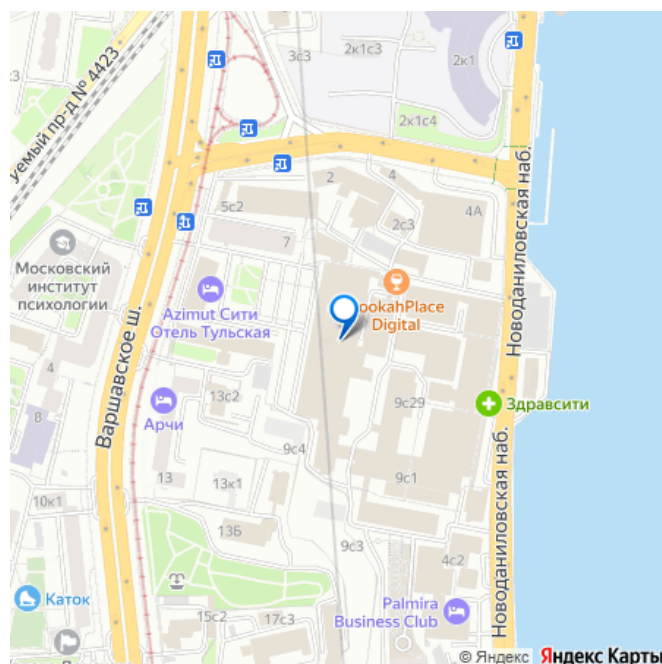 3с3
2к1с3
2к1
уемый пр-д № 4423
2к1с4
2
4
5с2
4А
2с3
7
Новоданиловская наб.
Московский
институт
психологии
Azimut Сити
Отель Тульская
ookahPlace
Digital
Варшавское ш.
4
13с2
9с29
Здравсити
Арчи
8
9с4
13
9с1
13к1
10к1
13Б
9с3
4с2
Новоданиловская наб.
Каток
Palmira
Business Club
15с2
17с3
© Яндекс Яндекс Карты